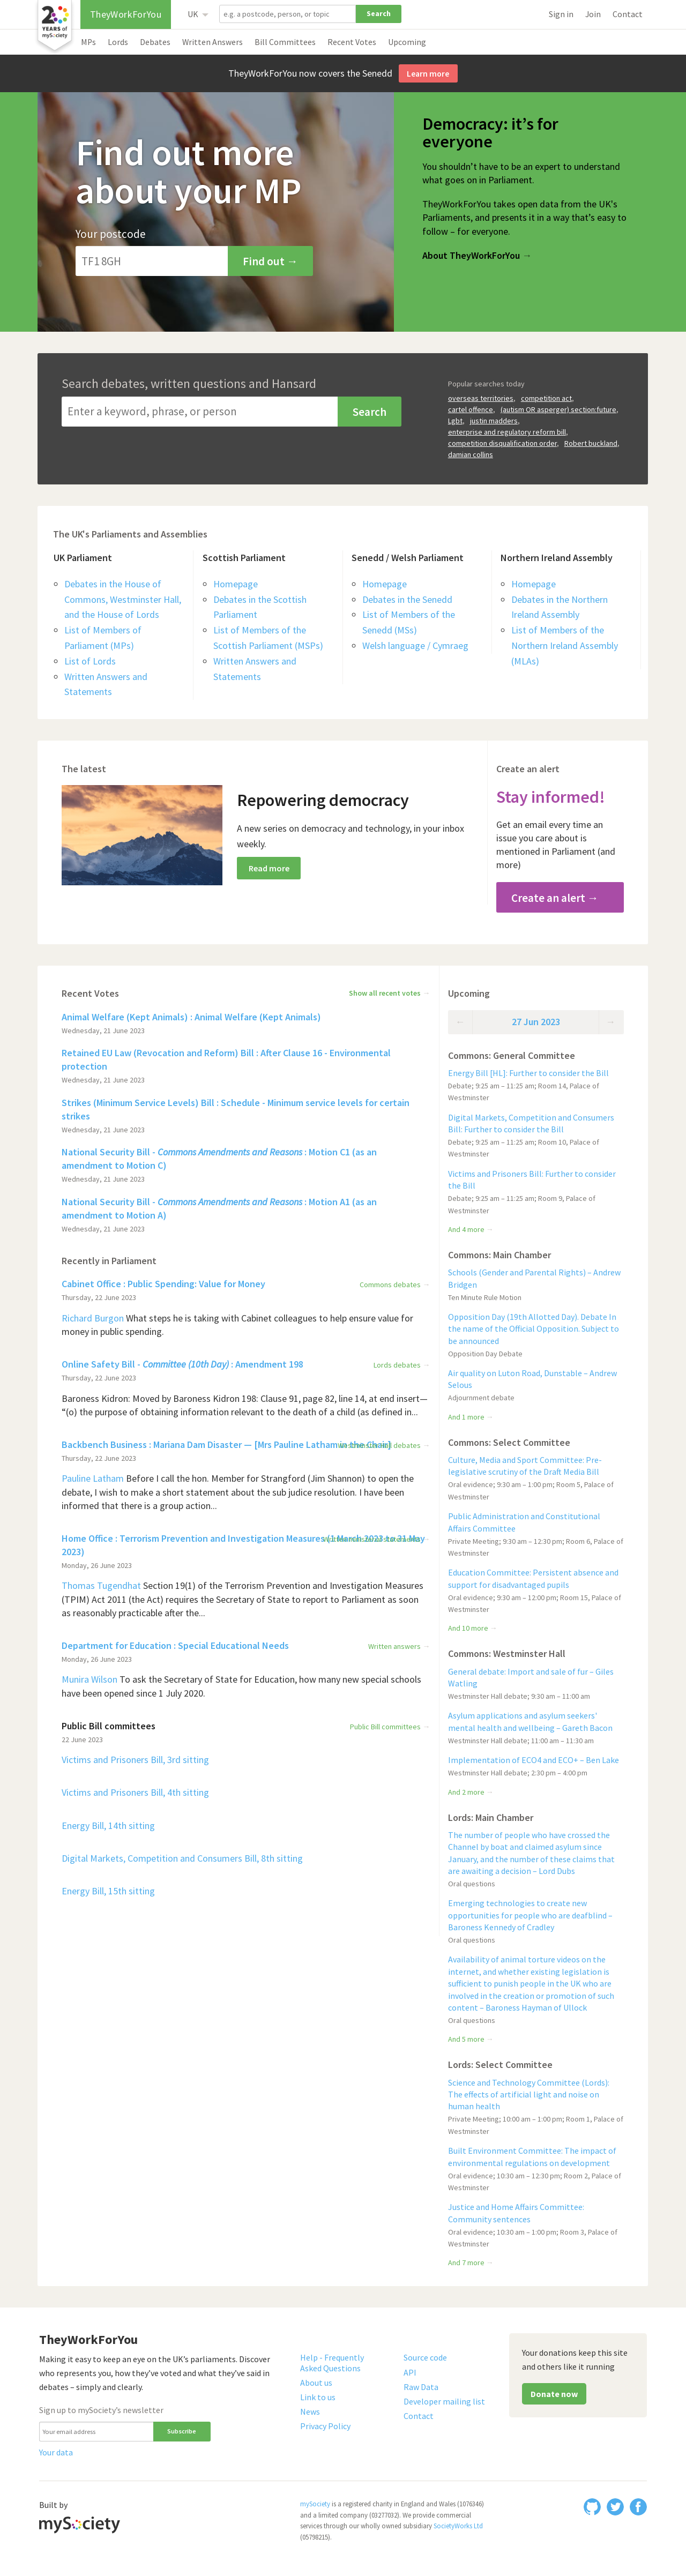 20
YEARS of
mySociety
TheyWorkForYou
UK
e.g. a postcode, person, or topic
Search
Sign in Join Contact
MPs Lords Debates Written Answers Bill Committees Recent Votes Upcoming
TheyWorkForYou now covers the Senedd Learn more
Find out more
about your MP
Your postcode
TF1 8GH
Find out →
Democracy: it’s for
everyone
You shouldn’t have to be an expert to understand
what goes on in Parliament.
TheyWorkForYou takes open data from the UK's
Parliaments, and presents it in a way that’s easy to
follow – for everyone.
About TheyWorkForYou →
Search debates, written questions and Hansard
Enter a keyword, phrase, or person
Search
Popular searches today
overseas territories, competition act,
cartel offence, (autism OR asperger) section:future,
Lgbt, justin madders,
enterprise and regulatory reform bill,
competition disqualification order, Robert buckland,
damian collins
The UK's Parliaments and Assemblies
UK Parliament
Debates in the House of
Commons, Westminster Hall,
and the House of Lords
List of Members of
Parliament (MPs)
List of Lords
Written Answers and
Statements
Scottish Parliament
Homepage
Debates in the Scottish
Parliament
List of Members of the
Scottish Parliament (MSPs)
Written Answers and
Statements
Senedd / Welsh Parliament
Homepage
Debates in the Senedd
List of Members of the
Senedd (MSs)
Welsh language / Cymraeg
Northern Ireland Assembly
Homepage
Debates in the Northern
Ireland Assembly
List of Members of the
Northern Ireland Assembly
(MLAs)
The latest
Repowering democracy
A new series on democracy and technology, in your inbox
weekly.
Read more
Create an alert
Stay informed!
Get an email every time an
issue you care about is
mentioned in Parliament (and
more)
Create an alert →
Recent Votes
Show all recent votes →
Animal Welfare (Kept Animals) : Animal Welfare (Kept Animals)
Wednesday, 21 June 2023
Retained EU Law (Revocation and Reform) Bill : After Clause 16 - Environmental
protection
Wednesday, 21 June 2023
Strikes (Minimum Service Levels) Bill : Schedule - Minimum service levels for certain
strikes
Wednesday, 21 June 2023
National Security Bill - Commons Amendments and Reasons : Motion C1 (as an
amendment to Motion C)
Wednesday, 21 June 2023
National Security Bill - Commons Amendments and Reasons : Motion A1 (as an
amendment to Motion A)
Wednesday, 21 June 2023
Recently in Parliament
Cabinet Office : Public Spending: Value for Money
Commons debates →
Thursday, 22 June 2023
Richard Burgon What steps he is taking with Cabinet colleagues to help ensure value for
money in public spending.
Online Safety Bill - Committee (10th Day) : Amendment 198
Lords debates →
Thursday, 22 June 2023
Baroness Kidron: Moved by Baroness Kidron 198: Clause 91, page 82, line 14, at end insert—
“(o) the purpose of obtaining information relevant to the death of a child (as defined in...
Backbench Business : Mariana Dam Disaster — [Mrs Pauline Latham in the Chair]
debates →
Thursday, 22 June 2023
Pauline Latham Before I call the hon. Member for Strangford (Jim Shannon) to open the
debate, I wish to make a short statement about the sub judice resolution. I have been
informed that there is a group action...
Home Office : Terrorism Prevention and Investigation Measures (1 March 2023 to 31 May
2023)
Monday, 26 June 2023
Thomas Tugendhat Section 19(1) of the Terrorism Prevention and Investigation Measures
(TPIM) Act 2011 (the Act) requires the Secretary of State to report to Parliament as soon
as reasonably practicable after the...
Department for Education : Special Educational Needs
Written answers →
Monday, 26 June 2023
Munira Wilson To ask the Secretary of State for Education, how many new special schools
have been opened since 1 July 2020.
Public Bill committees
Public Bill committees →
22 June 2023
Victims and Prisoners Bill, 3rd sitting
Victims and Prisoners Bill, 4th sitting
Energy Bill, 14th sitting
Digital Markets, Competition and Consumers Bill, 8th sitting
Energy Bill, 15th sitting
Upcoming
← 27 Jun 2023 →
Commons: General Committee
Energy Bill [HL]: Further to consider the Bill
Debate; 9:25 am – 11:25 am; Room 14, Palace of
Westminster
Digital Markets, Competition and Consumers
Bill: Further to consider the Bill
Debate; 9:25 am – 11:25 am; Room 10, Palace of
Westminster
Victims and Prisoners Bill: Further to consider
the Bill
Debate; 9:25 am – 11:25 am; Room 9, Palace of
Westminster
And 4 more →
Commons: Main Chamber
Schools (Gender and Parental Rights) – Andrew
Bridgen
Ten Minute Rule Motion
Opposition Day (19th Allotted Day). Debate In
the name of the Official Opposition. Subject to
be announced
Opposition Day Debate
Air quality on Luton Road, Dunstable – Andrew
Selous
Adjournment debate
And 1 more →
Commons: Select Committee
Culture, Media and Sport Committee: Pre-
legislative scrutiny of the Draft Media Bill
Oral evidence; 9:30 am – 1:00 pm; Room 5, Palace of
Westminster
Public Administration and Constitutional
Affairs Committee
Private Meeting; 9:30 am – 12:30 pm; Room 6, Palace of
Westminster
Education Committee: Persistent absence and
support for disadvantaged pupils
Oral evidence; 9:30 am – 12:00 pm; Room 15, Palace of
Westminster
And 10 more →
Commons: Westminster Hall
General debate: Import and sale of fur – Giles
Watling
Westminster Hall debate; 9:30 am – 11:00 am
Asylum applications and asylum seekers'
mental health and wellbeing – Gareth Bacon
Westminster Hall debate; 11:00 am – 11:30 am
Implementation of ECO4 and ECO+ – Ben Lake
Westminster Hall debate; 2:30 pm – 4:00 pm
And 2 more →
Lords: Main Chamber
The number of people who have crossed the
Channel by boat and claimed asylum since
January, and the number of these claims that
are awaiting a decision – Lord Dubs
Oral questions
Emerging technologies to create new
opportunities for people who are deafblind –
Baroness Kennedy of Cradley
Oral questions
Availability of animal torture videos on the
internet, and whether existing legislation is
sufficient to punish people in the UK who are
involved in the creation or promotion of such
content – Baroness Hayman of Ullock
Oral questions
And 5 more →
Lords: Select Committee
Science and Technology Committee (Lords):
The effects of artificial light and noise on
human health
Private Meeting; 10:00 am – 1:00 pm; Room 1, Palace of
Westminster
Built Environment Committee: The impact of
environmental regulations on development
Oral evidence; 10:30 am – 12:30 pm; Room 2, Palace of
Westminster
Justice and Home Affairs Committee:
Community sentences
Oral evidence; 10:30 am – 1:00 pm; Room 3, Palace of
Westminster
And 7 more →
TheyWorkForYou
Making it easy to keep an eye on the UK’s parliaments. Discover
who represents you, how they’ve voted and what they’ve said in
debates – simply and clearly.
Sign up to mySociety’s newsletter
Your email address
Subscribe
Your data
Help - Frequently
Asked Questions
About us
Link to us
News
Privacy Policy
Source code
API
Raw Data
Developer mailing list
Contact
Your donations keep this site
and others like it running
Donate now
Built by
mySociety
mySociety is a registered charity in England and Wales (1076346)
and a limited company (03277032). We provide commercial
services through our wholly owned subsidiary SocietyWorks Ltd
(05798215).